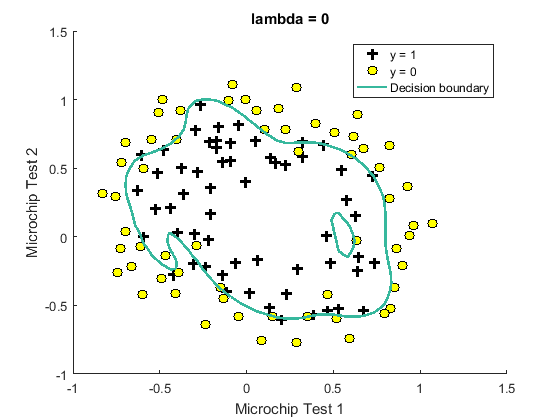 lambda = 0
y = 1
y = 0
Decision boundary
1.5
1
0.5
0
-0.5
-1
-1
-0.5
0
0.5
1
1.5
Microchip Test 2
Microchip Test 1